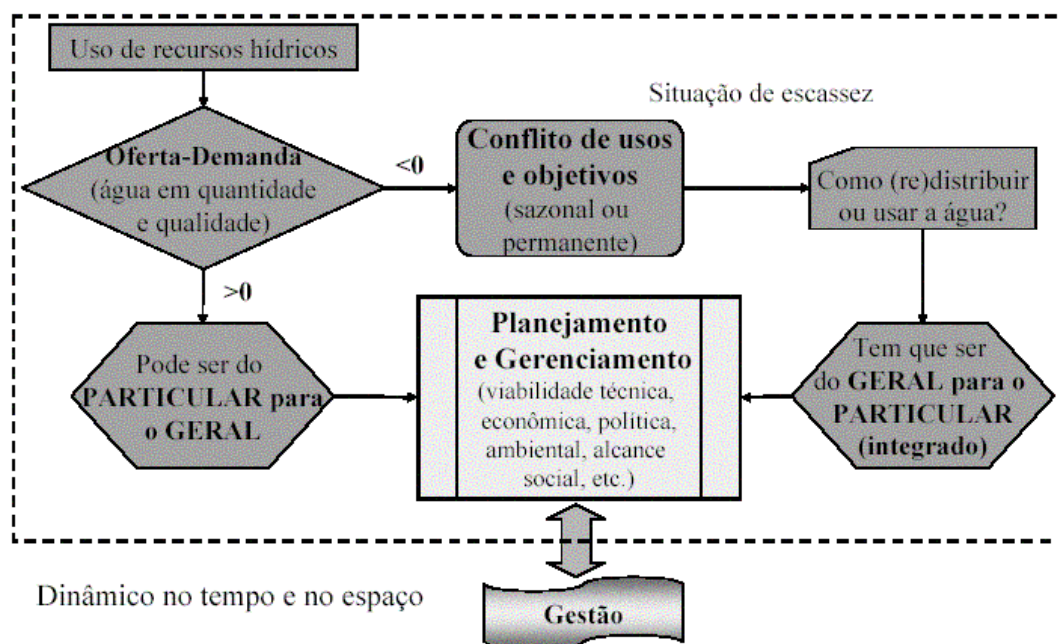 Uso de recursos hídricos
Situação de escassez
Oferta-Demanda
(água em quantidade
e qualidade)
<0
Conflito de usos
e objetivos
(sazonal ou
permanente)
Como (re)distribuir
ou usar a água?
>0
Pode ser do
PARTICULAR para
o GERAL
Planejamento
e Gerenciamento
(viabilidade técnica,
econômica, política,
ambiental, alcance
social, etc.)
Tem que ser
do GERAL para o
PARTICULAR
(integrado)
Dinâmico no tempo e no espaço
Gestão